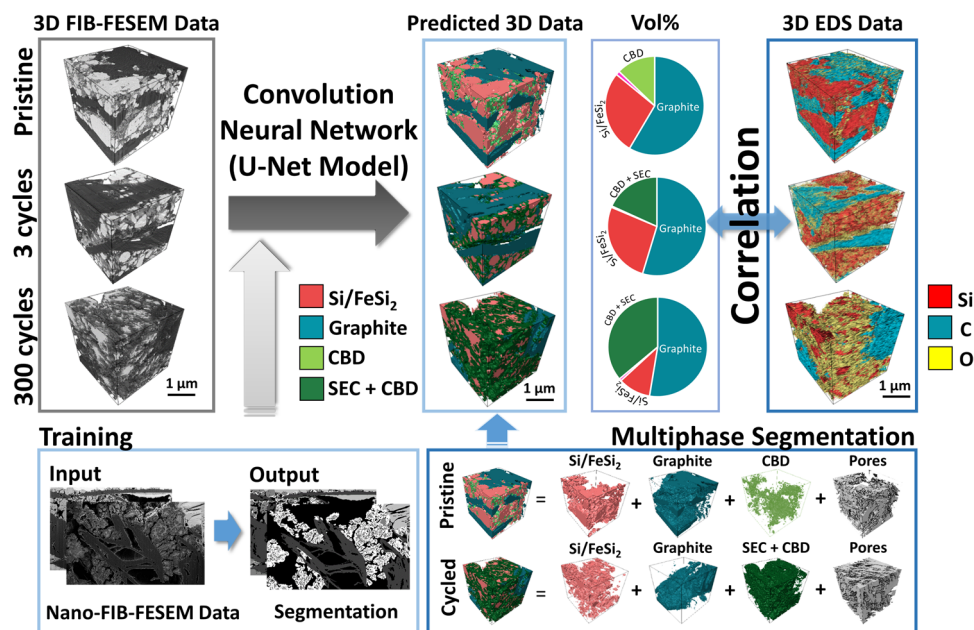 3D FIB-FESEM Data
Predicted 3D Data
Vol%
3D EDS Data
Pristine
3 cycles
300 cycles
1 μm
Convolution
Neural Network
(U-Net Model)
Si/FeSi₂
Graphite
CBD
SEC + CBD
1 μm
CBD
Si/FeSi₂
Graphite
CBD + SEC
Si/FeSi₂
Graphite
CBD + SEC
Si/FeSi₂
Graphite
Correlation
1 μm
Si
C
O
Training
Input
Output
Nano-FIB-FESEM Data
Segmentation
Multiphase Segmentation
Si/FeSi₂ Graphite CBD Pores
Pristine
= + + +
Si/FeSi₂ Graphite SEC + CBD Pores
Cycled
= + + +